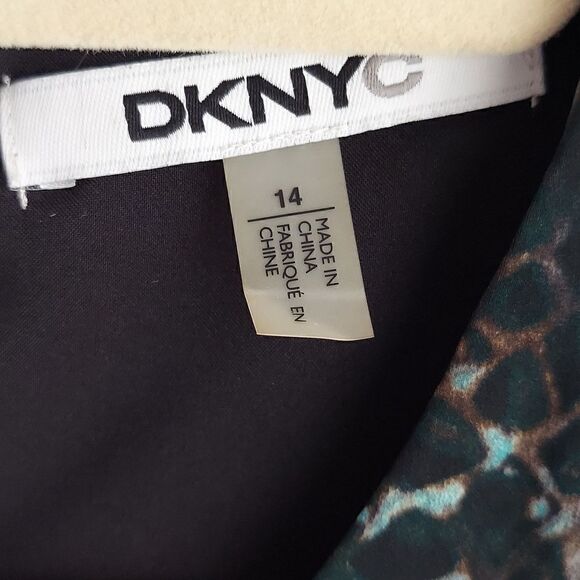 DKNYC
14
MADE IN
CHINA
FABRIQUÉ EN
CHINE